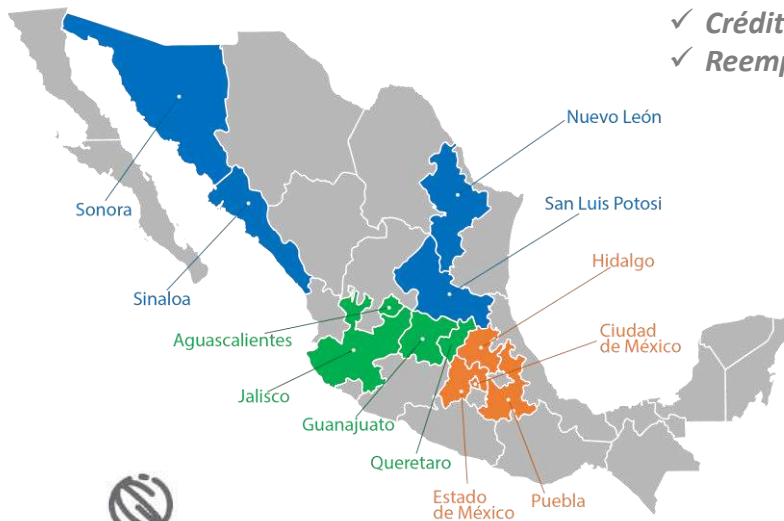 ✓ Crédit
✓ Reemp
Nuevo León
San Luis Potosi
Sonora
Hidalgo
Sinaloa
Ciudad
de México
Aguascalientes
Jalisco
Guanajuato
Queretaro
Estado
de México
Puebla